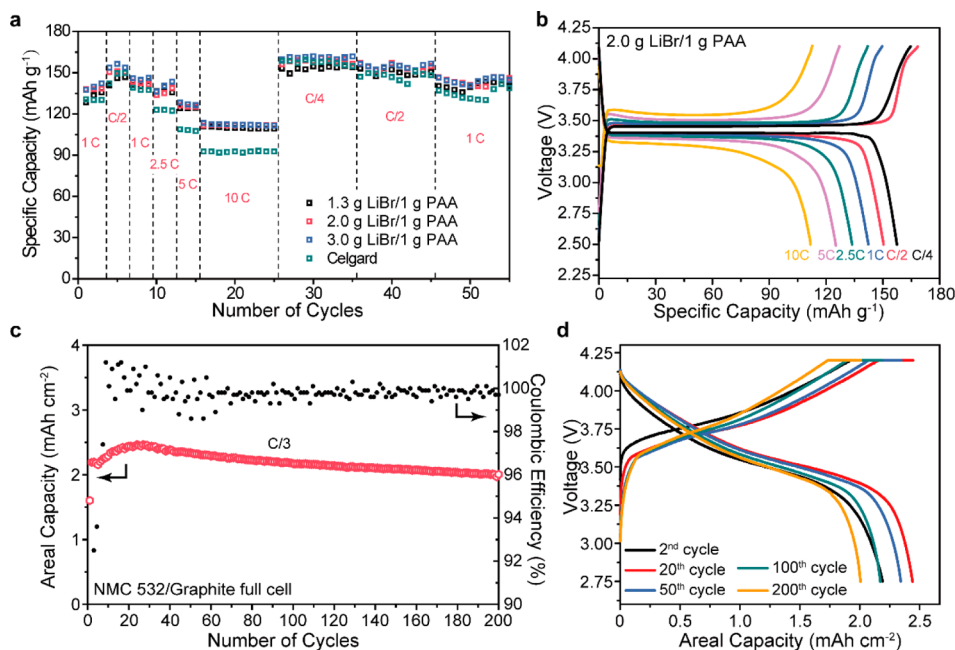 a
Specific Capacity (mAh g⁻¹)
180
150
120
90
60
30
0
1 C
C/2
1 C
2.5 C
5 C
10 C
C/4
C/2
1 C
1.3 g LiBr/1 g PAA
2.0 g LiBr/1 g PAA
3.0 g LiBr/1 g PAA
Celgard
0 10 20 30 40 50
Number of Cycles
b
Voltage (V)
4.25
4.00
3.75
3.50
3.25
3.00
2.75
2.50
2.25
2.0 g LiBr/1 g PAA
10C 5C 2.5C 1C C/2 C/4
0 30 60 90 120 150 180
Specific Capacity (mAh g⁻¹)
c
Areal Capacity (mAh cm⁻²)
4
3
2
1
0
C/3
NMC 532/Graphite full cell
102
100
98
96
94
92
90
Coulombic Efficiency (%)
0 40 80 120 160 200
Number of Cycles
d
Voltage (V)
4.25
4.00
3.75
3.50
3.25
3.00
2.75
2ⁿᵈ cycle
20ᵗʰ cycle
50ᵗʰ cycle
100ᵗʰ cycle
200ᵗʰ cycle
0 0.5 1.0 1.5 2.0 2.5
Areal Capacity (mAh cm⁻²)